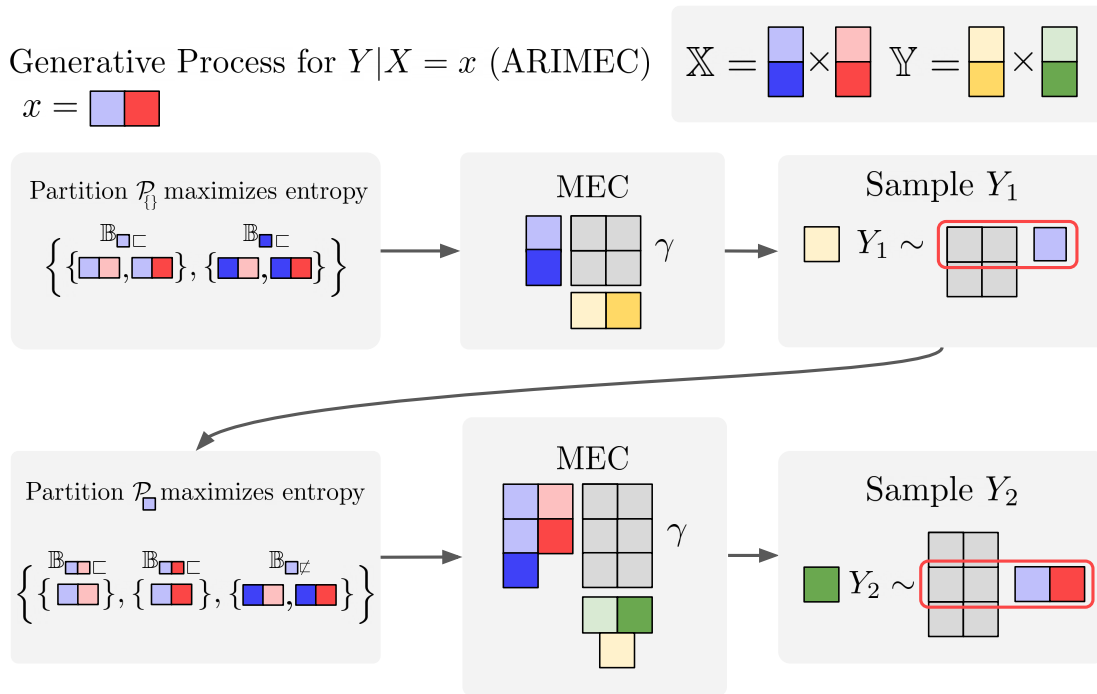 Generative Process for Y|X = x (ARIMEC)
𝕏 = × 𝕐 = ×
x =
Partition 𝒫{} maximizes entropy
𝔹⊏ 𝔹⊏
{{ , }, { , }}
MEC
γ
Sample Y₁
Y₁ ∼
Partition 𝒫 maximizes entropy
𝔹⊏ 𝔹⊏ 𝔹⊄
{{ }, { }, { , }}
MEC
γ
Sample Y₂
Y₂ ∼